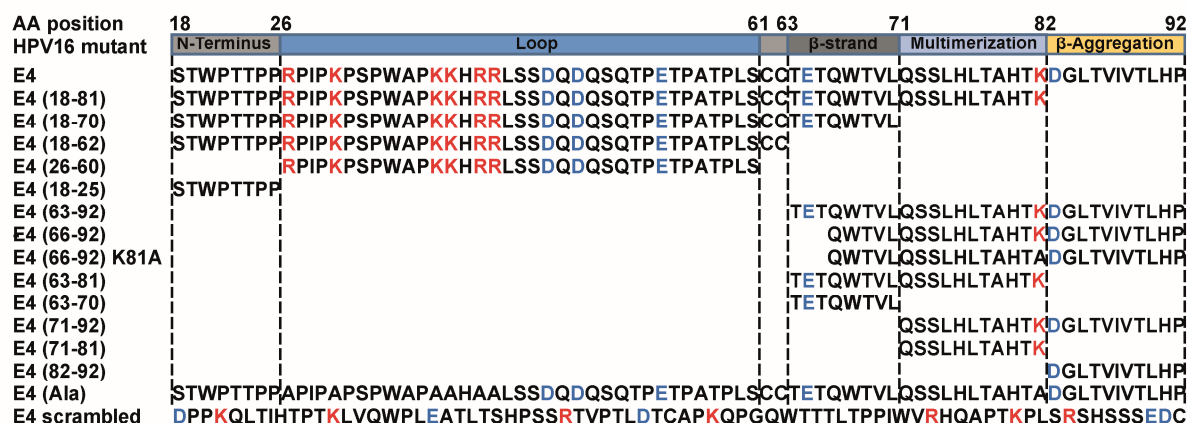 AA position 18 26 61 63 71 82 92
HPV16 mutant N-Terminus Loop β-strand Multimerization β-Aggregation
E4 STWPTTPPRPIPKPSPWAPKKHRRLSSDQDQSQTPETPATPLSCCTETQWTVLQSSLHLTAHTKDGLTVIVTLHP
E4 (18-81) STWPTTPPRPIPKPSPWAPKKHRRLSSDQDQSQTPETPATPLSCCTETQWTVLQSSLHLTAHTK
E4 (18-70) STWPTTPPRPIPKPSPWAPKKHRRLSSDQDQSQTPETPATPLSCCTETQWTVL
E4 (18-62) STWPTTPPRPIPKPSPWAPKKHRRLSSDQDQSQTPETPATPLSCC
E4 (26-60) RPIPKPSPWAPKKHRRLSSDQDQSQTPETPATPLS
E4 (18-25) STWPTTPP
E4 (63-92) TETQWTVLQSSLHLTAHTKDGLTVIVTLHP
E4 (66-92) QWTVLQSSLHLTAHTKDGLTVIVTLHP
E4 (66-92) K81A QWTVLQSSLHLTAHTADGLTVIVTLHP
E4 (63-81) TETQWTVLQSSLHLTAHTK
E4 (63-70) TETQWTVL
E4 (71-92) QSSLHLTAHTKDGLTVIVTLHP
E4 (71-81) QSSLHLTAHTK
E4 (82-92) DGLTVIVTLHP
E4 (Ala) STWPTTPPAPIPAPSPWAPAAHAALSSDQDQSQTPETPATPLSCCTETQWTVLQSSLHLTAHTADGLTVIVTLHP
E4 scrambled DPPKQLTIHTPTKLVQWPLEATLTSHPSSRTVPTLDTCAPKQPGQWTTTLTPPIWVRHQAPTKPLSRSHSSSEDC